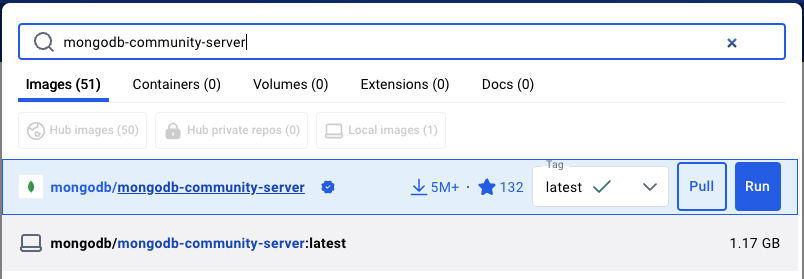 mongodb-community-server
Images (51) Containers (0) Volumes (0) Extensions (0) Docs (0)
Hub images (50) Hub private repos (0) Local images (1)
Tag
mongodb/mongodb-community-server 5M+ · 132 latest Pull Run
mongodb/mongodb-community-server:latest 1.17 GB